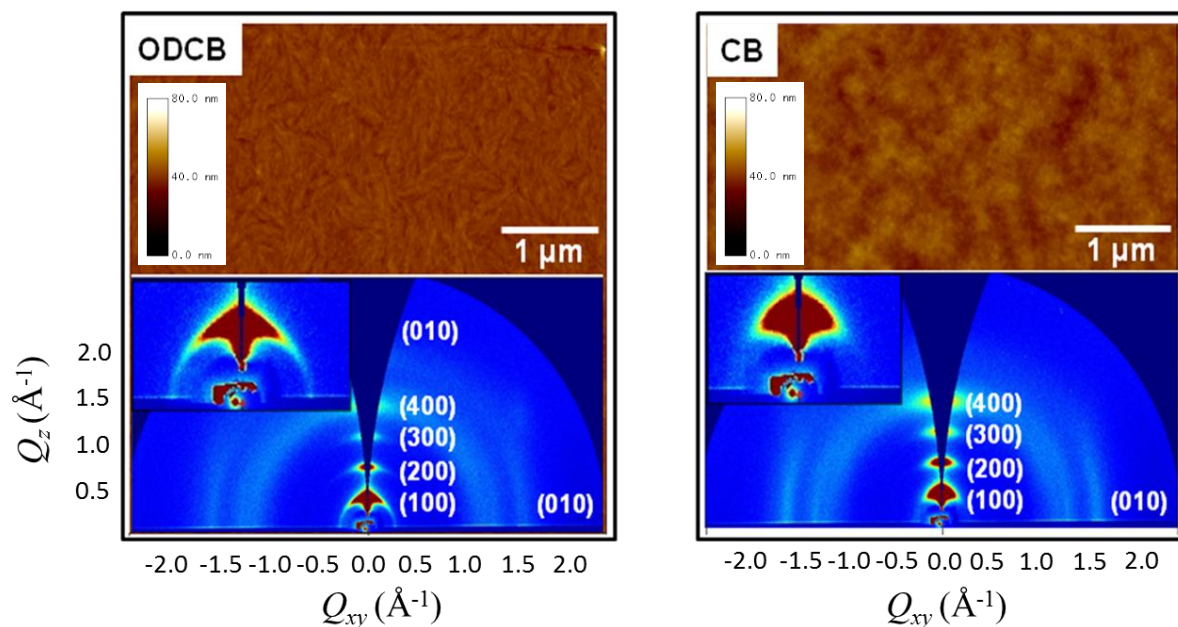 ODCB
80.0 nm
40.0 nm
0.0 nm
1 μm
(010)
(400)
(300)
(200)
(100)
(010)
2.0
1.5
1.0
0.5
Qz (Å-1)
-2.0 -1.5 -1.0 -0.5 0.0 0.5 1.0 1.5 2.0
Qxy (Å-1)
CB
80.0 nm
40.0 nm
0.0 nm
1 μm
(400)
(300)
(200)
(100)
(010)
-2.0 -1.5 -1.0 -0.5 0.0 0.5 1.0 1.5 2.0
Qxy (Å-1)